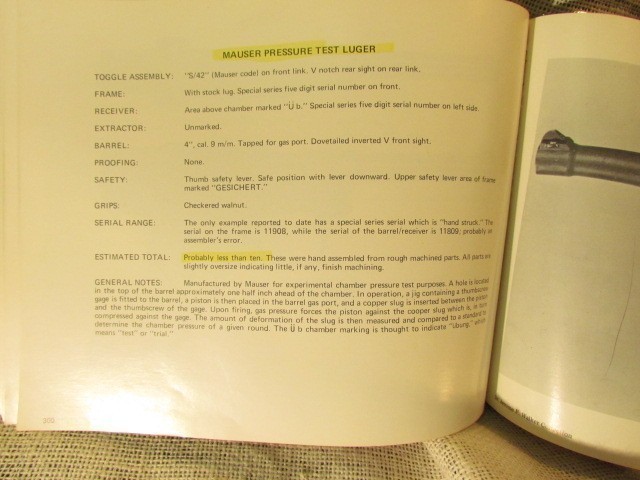 MAUSER PRESSURE TEST LUGER
TOGGLE ASSEMBLY: "S/42" (Mauser code) on front link. V notch rear sight on rear link.
FRAME: With stock lug. Special series five digit serial number on front.
RECEIVER: Area above chamber marked "Ü b." Special series five digit serial number on left side.
EXTRACTOR: Unmarked.
BARREL: 4", cal. 9 m/m. Tapped for gas port. Dovetailed inverted V front sight.
PROOFING: None.
SAFETY: Thumb safety lever. Safe position with lever downward. Upper safety lever area of frame
marked "GESICHERT."
GRIPS: Checkered walnut.
SERIAL RANGE: The only example reported to date has a special series serial which is "hand struck." The
serial on the frame is 11908, while the serial of the barrel/receiver is 11809; probably an
assembler's error.
ESTIMATED TOTAL: Probably less than ten. These were hand assembled from rough machined parts. All parts are
slightly oversize indicating little, if any, finish machining.
GENERAL NOTES: Manufactured by Mauser for experimental chamber pressure test purposes. A hole is located
in the top of the barrel approximately one half inch ahead of the chamber. In operation, a jig containing a thumbscrew
gage is fitted to the barrel, a piston is then placed in the barrel gas port, and a copper slug is inserted between the piston
and the thumbscrew of the gage. Upon firing, gas pressure forces the piston against the cooper slug which is, in turn
compressed against the gage. The amount of deformation of the slug is then measured and compared to a standard to
determine the chamber pressure of a given round. The Ü b chamber marking is thought to indicate "übung," which
means "test" or "trial."